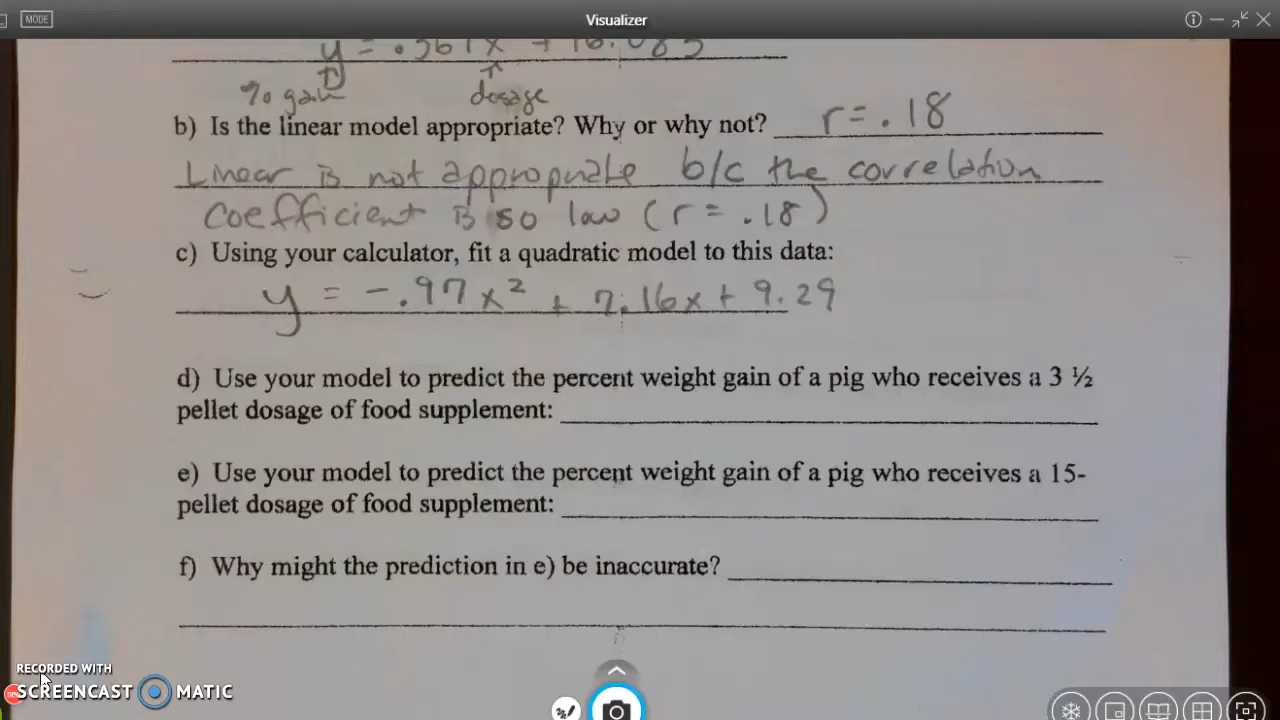 MODE
Visualizer
% gain
dosage
b) Is the linear model appropriate? Why or why not? r = .18
Linear is not appropriate b/c the correlation
coefficient is so low (r = .18)
c) Using your calculator, fit a quadratic model to this data:
y = -.97x² + 7.16x + 9.29
d) Use your model to predict the percent weight gain of a pig who receives a 3 ½
pellet dosage of food supplement:
e) Use your model to predict the percent weight gain of a pig who receives a 15-
pellet dosage of food supplement:
f) Why might the prediction in e) be inaccurate?
RECORDED WITH
SCREENCAST MATIC